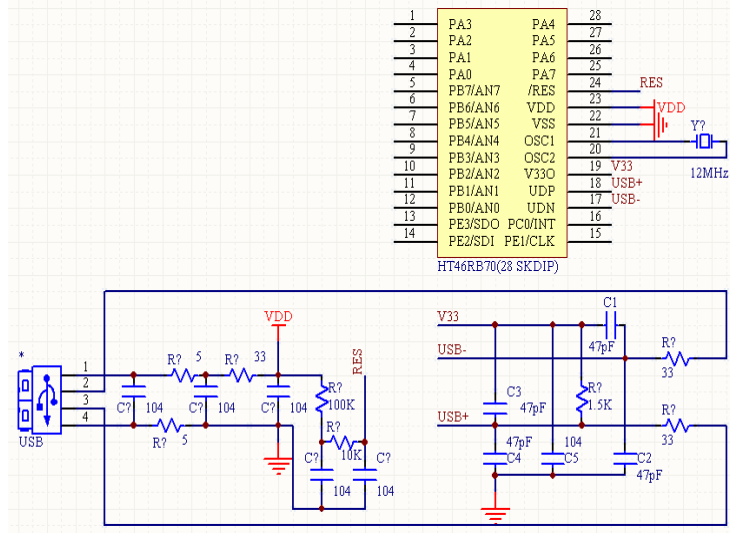 1 PA3 PA4 28
2 PA2 PA5 27
3 PA1 PA6 26
4 PA0 PA7 25
5 PB7/AN7 /RES 24 RES
6 PB6/AN6 VDD 23 VDD
7 PB5/AN5 VSS 22
8 PB4/AN4 OSC1 21 Y?
9 PB3/AN3 OSC2 20
10 PB2/AN2 V33O 19 V33 12MHz
11 PB1/AN1 UDP 18 USB+
12 PB0/AN0 UDN 17 USB-
13 PE3/SDO PC0/INT 16
14 PE2/SDI PE1/CLK 15
HT46RB70(28 SKDIP)
*
USB
1
2
3
4
R? 5
R? 33
VDD
C? 104
C? 104
C? 104
R? 5
R?
100K
RES
R?
10K
C?
104
C?
104
V33
C1
47pF
USB-
R?
33
C3
47pF
R?
1.5K
USB+
R?
33
47pF
C4
104
C5
C2
47pF